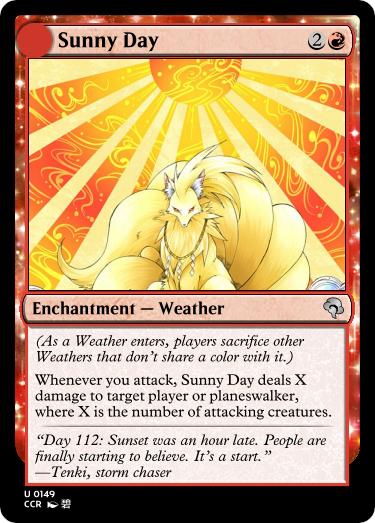 Sunny Day
2
Enchantment — Weather
(As a Weather enters, players sacrifice other
Weathers that don't share a color with it.)
Whenever you attack, Sunny Day deals X
damage to target player or planeswalker,
where X is the number of attacking creatures.
"Day 112: Sunset was an hour late. People are
finally starting to believe. It's a start."
—Tenki, storm chaser
U 0149
CCR 碧